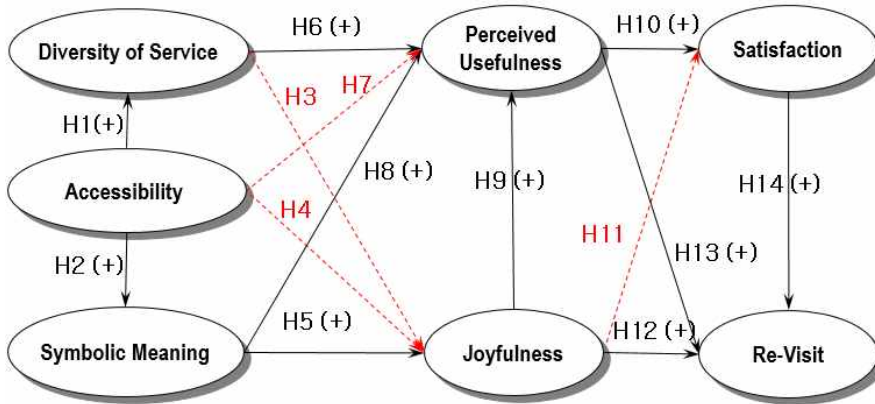 Diversity of Service
H6 (+)
Perceived
Usefulness
H10 (+)
Satisfaction
H3
H7
H1(+)
Accessibility
H8 (+)
H9 (+)
H14 (+)
H4
H11
H2 (+)
H13 (+)
Symbolic Meaning
H5 (+)
Joyfulness
H12 (+)
Re-Visit